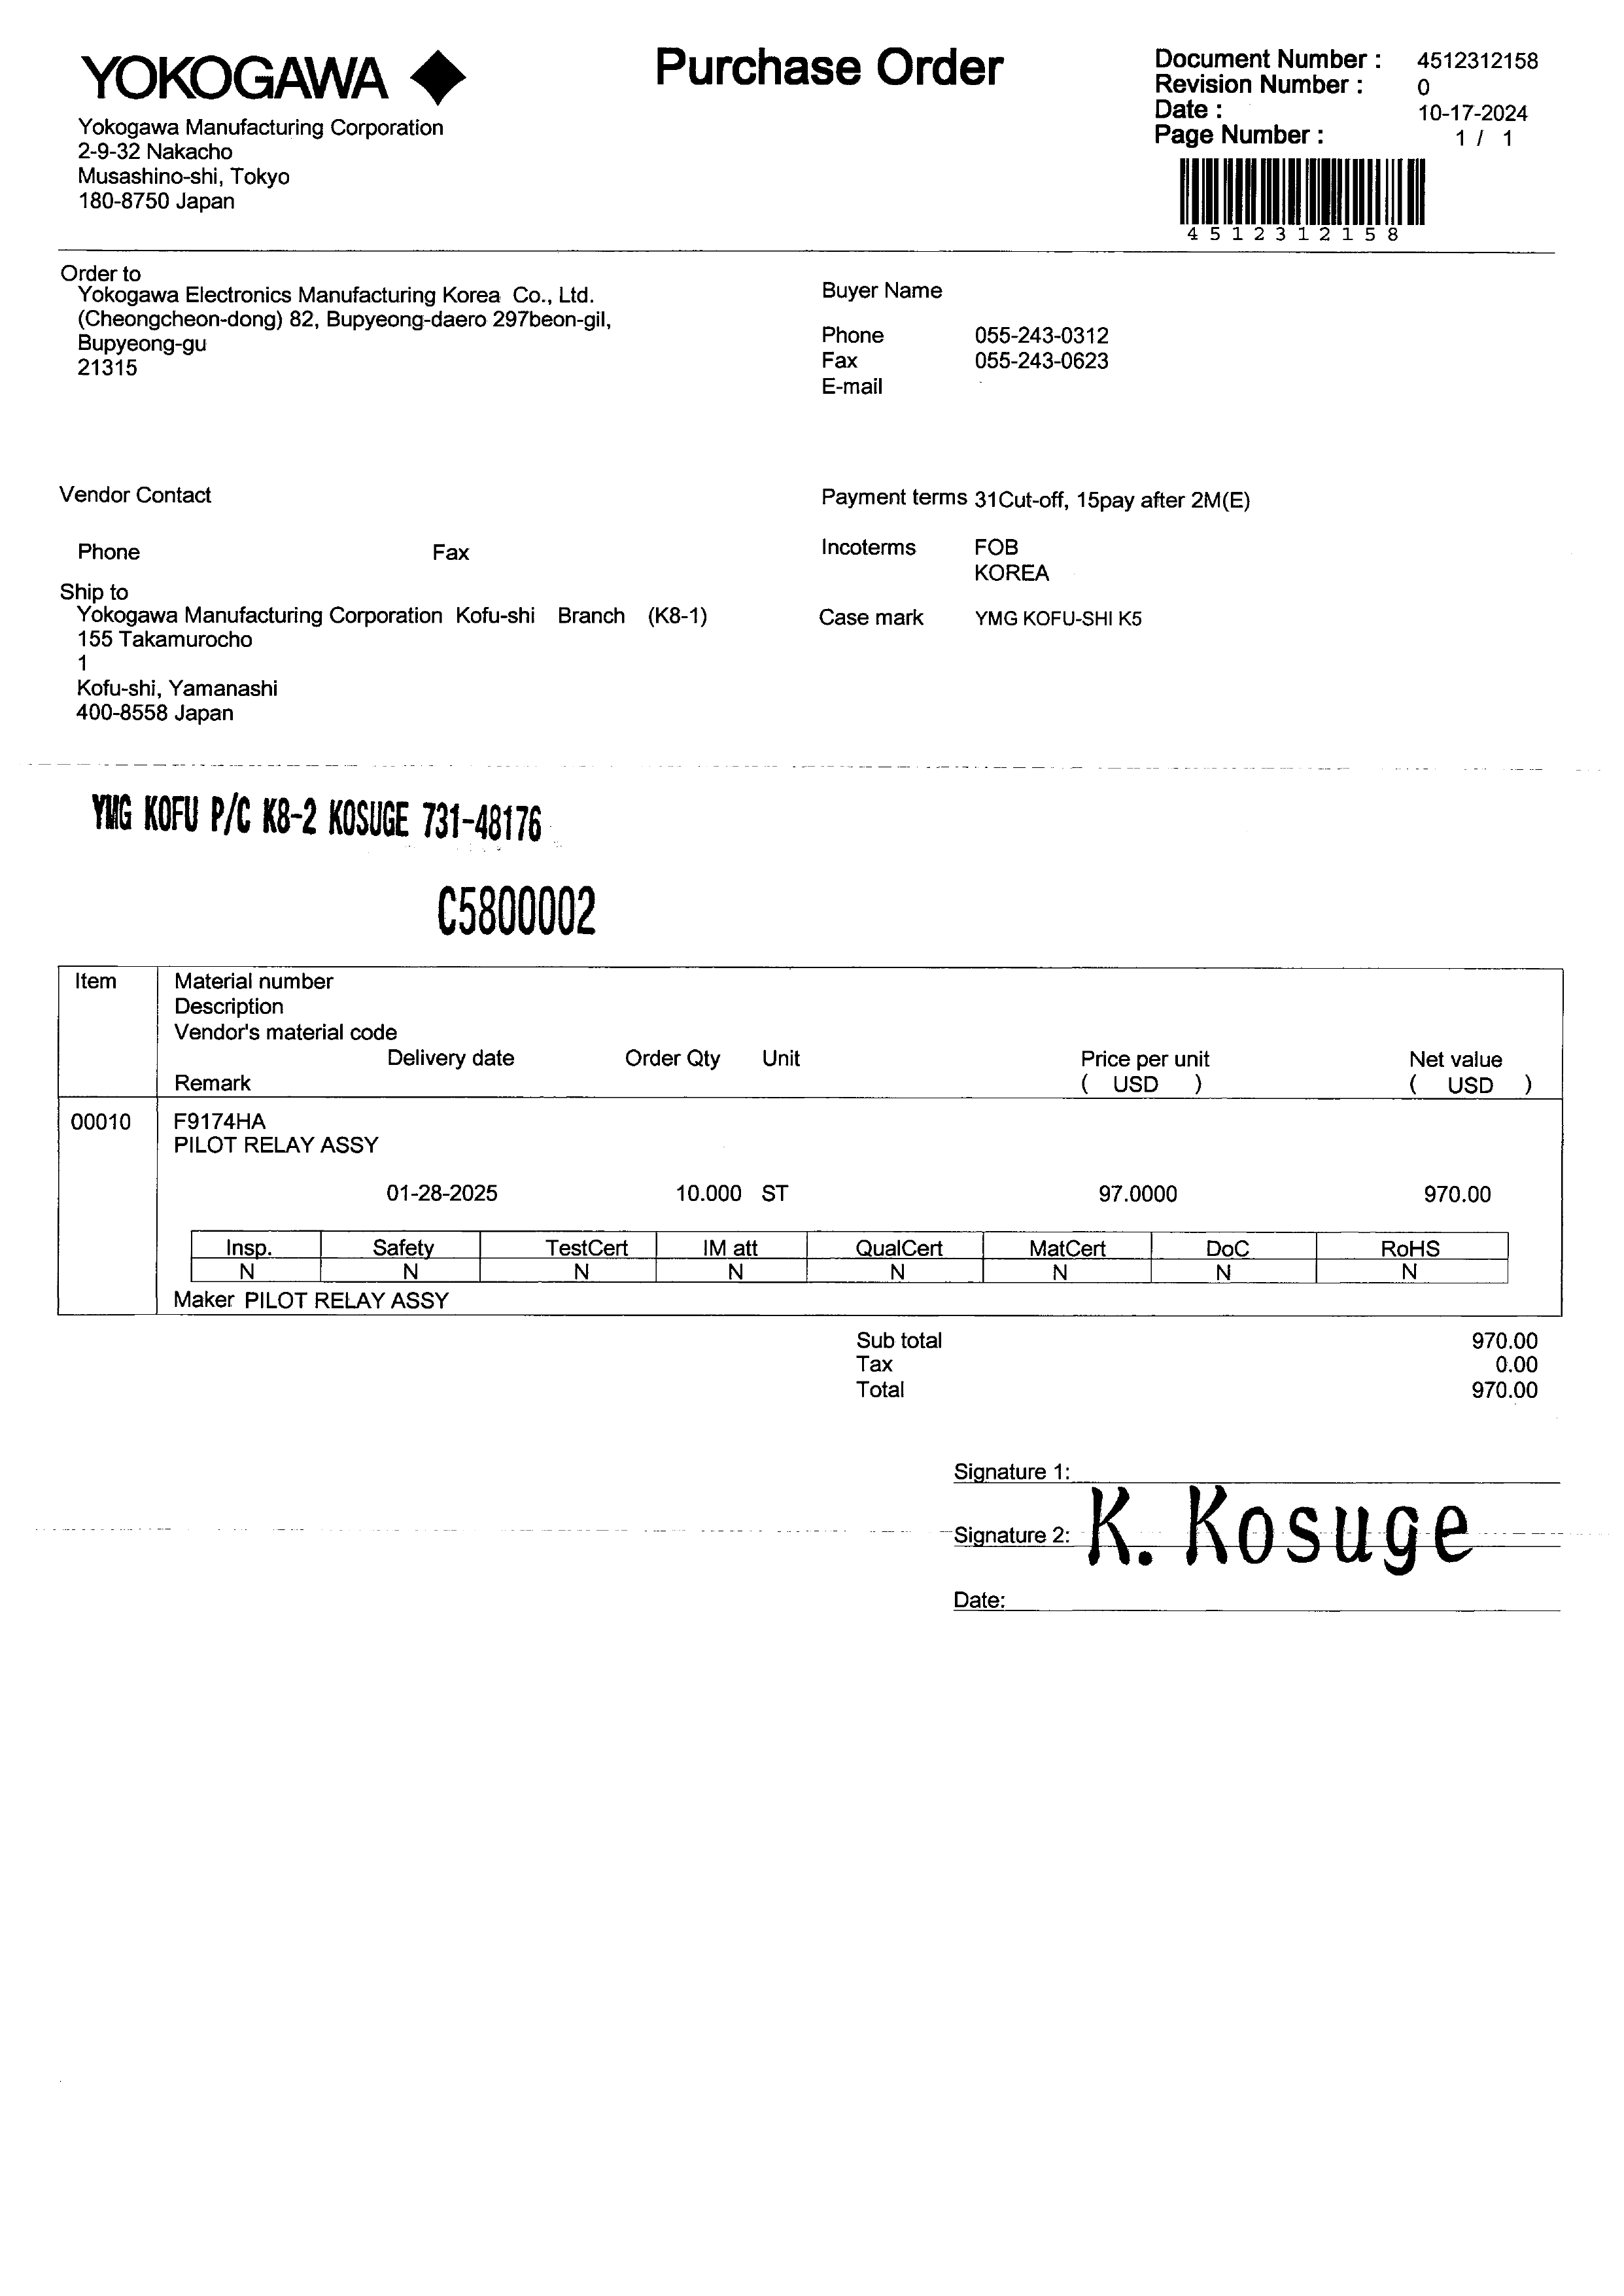 YOKOGAWA
Purchase Order
Document Number : 4512312158
Revision Number : 0
Date : 10-17-2024
Page Number : 1 / 1
4512312158
Yokogawa Manufacturing Corporation
2-9-32 Nakacho
Musashino-shi, Tokyo
180-8750 Japan
Order to
Yokogawa Electronics Manufacturing Korea Co., Ltd.
(Cheongcheon-dong) 82, Bupyeong-daero 297beon-gil,
Bupyeong-gu
21315
Buyer Name
Phone 055-243-0312
Fax 055-243-0623
E-mail
Vendor Contact
Phone Fax
Payment terms 31Cut-off, 15pay after 2M(E)
Incoterms FOB
KOREA
Ship to
Yokogawa Manufacturing Corporation Kofu-shi Branch (K8-1)
155 Takamurocho
1
Kofu-shi, Yamanashi
400-8558 Japan
Case mark YMG KOFU-SHI K5
YMG KOFU P/C K8-2 KOSUGE 731-48176
C5800002
Item Material number
Description
Vendor's material code
Delivery date Order Qty Unit Price per unit Net value
Remark ( USD ) ( USD )
00010 F9174HA
PILOT RELAY ASSY
01-28-2025 10.000 ST 97.0000 970.00
Insp. Safety TestCert IM att QualCert MatCert DoC RoHS
N N N N N N N N
Maker PILOT RELAY ASSY
Sub total 970.00
Tax 0.00
Total 970.00
Signature 1:
Signature 2: K. Kosuge
Date: